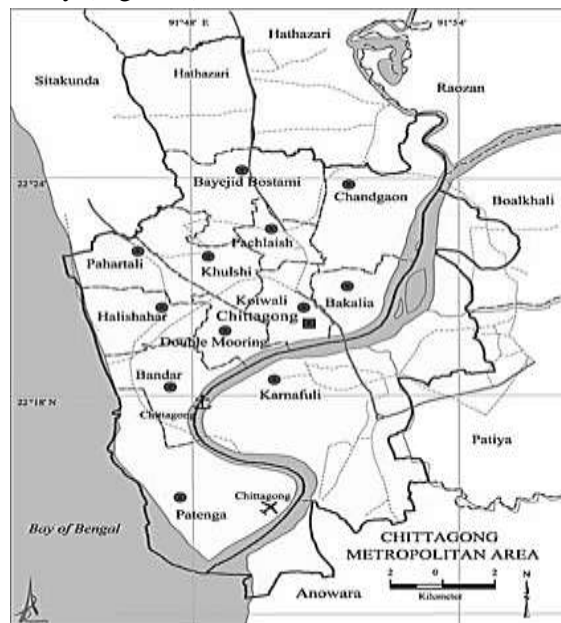 91°48' E
91°54'
Hathazari
Hathazari
Sitakunda
Raozan
22°24'
Bayejid Bostami
Chandgaon
Boalkhali
Pachlaish
Pahartali
Khulshi
Kotwali
Bakalia
Halishahar
Chittagong
Double Mooring
Bandar
Karnafuli
22°18' N
Chittagong
Patiya
Chittagong
Patenga
Bay of Bengal
CHITTAGONG
METROPOLITAN AREA
2 0 2
Kilometer
N
Anowara